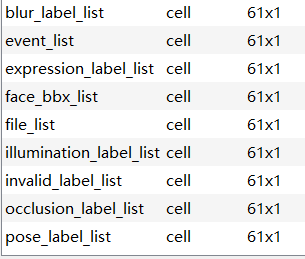 blur_label_list cell 61x1
event_list cell 61x1
expression_label_list cell 61x1
face_bbx_list cell 61x1
file_list cell 61x1
illumination_label_list cell 61x1
invalid_label_list cell 61x1
occlusion_label_list cell 61x1
pose_label_list cell 61x1